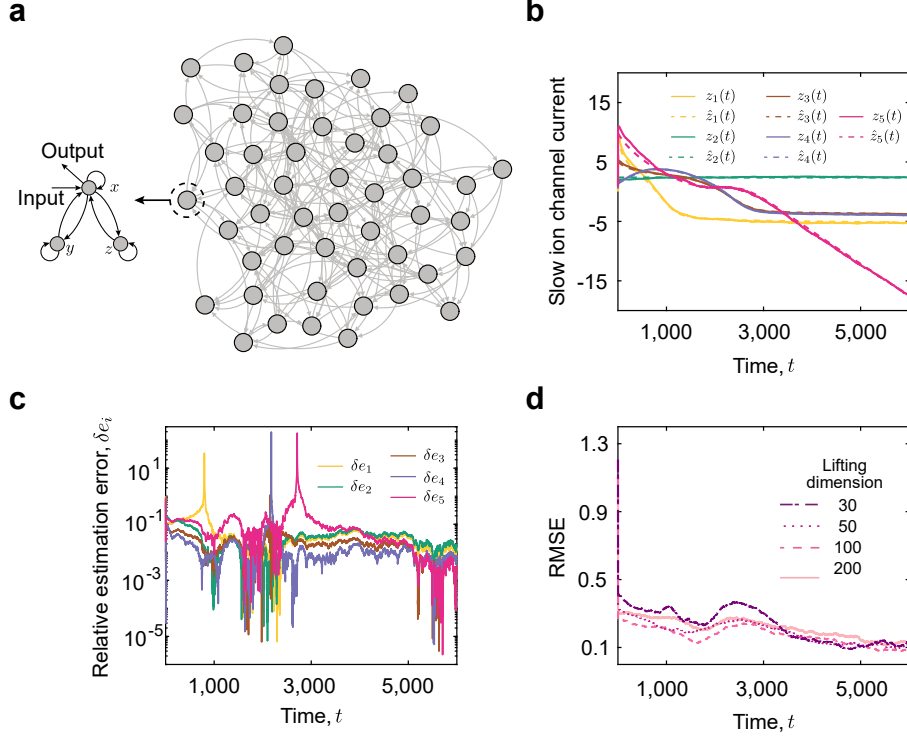 a
Output
Input
x
y
z
b
Slow ion channel current
15
5
-5
-15
z₁(t)
ẑ₁(t)
z₂(t)
ẑ₂(t)
z₃(t)
ẑ₃(t)
z₄(t)
ẑ₄(t)
z₅(t)
ẑ₅(t)
1,000 3,000 5,000
Time, t
c
Relative estimation error, δeᵢ
10¹
10⁻¹
10⁻³
10⁻⁵
δe₁
δe₂
δe₃
δe₄
δe₅
1,000 3,000 5,000
Time, t
d
RMSE
1.3
0.9
0.5
0.1
Lifting
dimension
30
50
100
200
1,000 3,000 5,000
Time, t